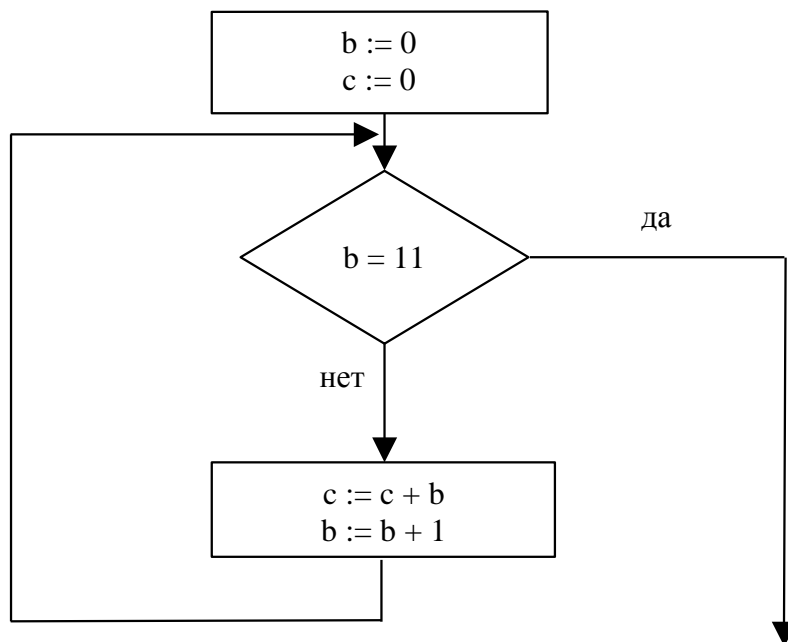 b := 0
c := 0
b = 11
да
нет
c := c + b
b := b + 1